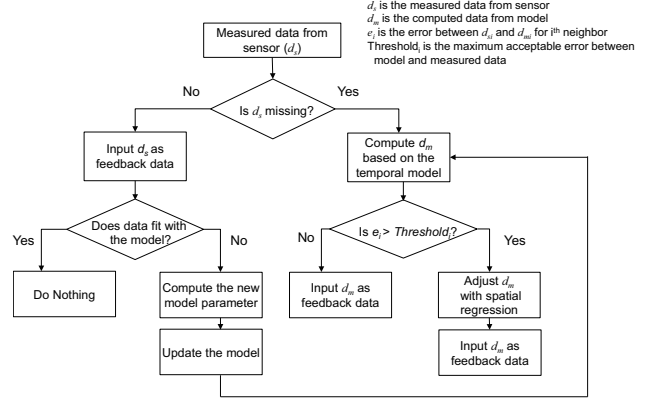 dₛ is the measured data from sensor
dₘ is the computed data from model
eᵢ is the error between dₛᵢ and dₘᵢ for iᵗʰ neighbor
Thresholdᵢ is the maximum acceptable error between
model and measured data
Measured data from
sensor (dₛ)
No
Yes
Is dₛ missing?
Input dₛ as
feedback data
Compute dₘ
based on the
temporal model
Does data fit with
the model?
Yes
No
Is eᵢ > Thresholdᵢ?
No
Yes
Do Nothing
Compute the new
model parameter
Input dₘ as
feedback data
Adjust dₘ
with spatial
regression
Update the model
Input dₘ as
feedback data